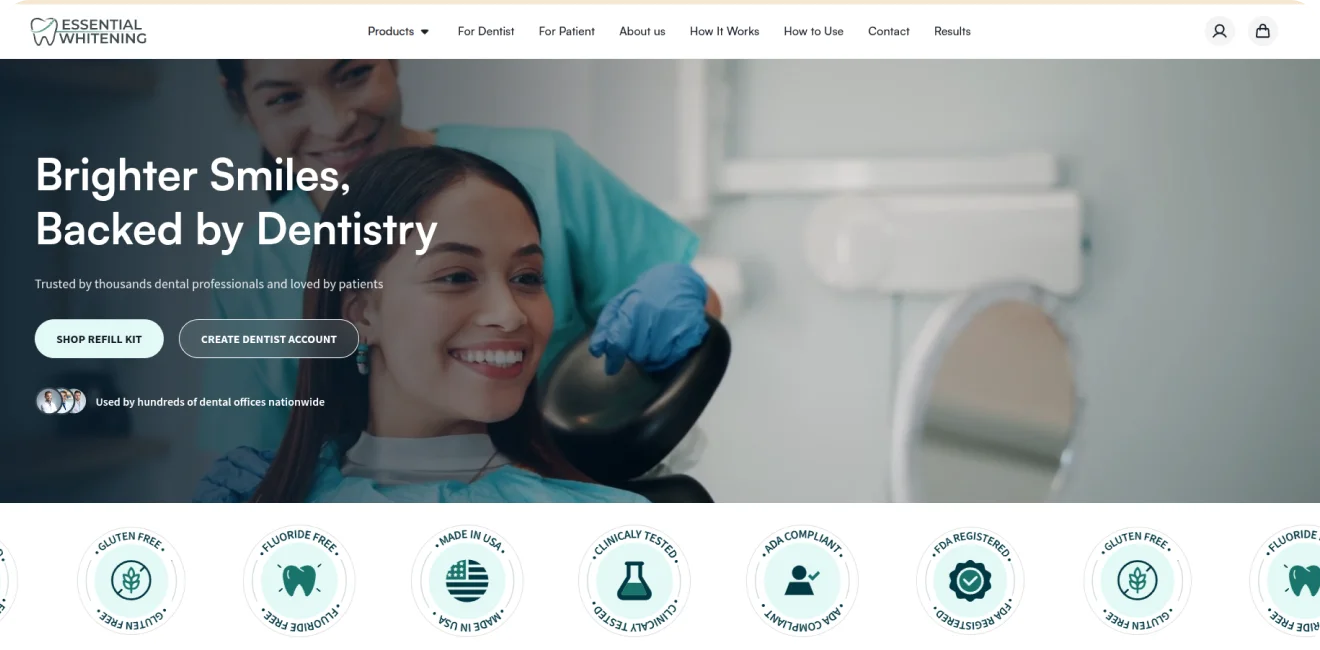 ESSENTIAL
WHITENING
Products
For Dentist
For Patient
About us
How It Works
How to Use
Contact
Results
Brighter Smiles,
Backed by Dentistry
Trusted by thousands dental professionals and loved by patients
SHOP REFILL KIT
CREATE DENTIST ACCOUNT
Used by hundreds of dental offices nationwide
• GLUTEN FREE •
GLUTEN FREE
• FLUORIDE FREE •
FLUORIDE FREE
• MADE IN USA •
MADE IN USA
• CLINICALY TESTED •
CLINICALY TESTED
• ADA COMPLIANT •
ADA COMPLIANT
• FDA REGISTERED •
FDA REGISTERED
• GLUTEN FREE •
GLUTEN FREE
• FLUORIDE